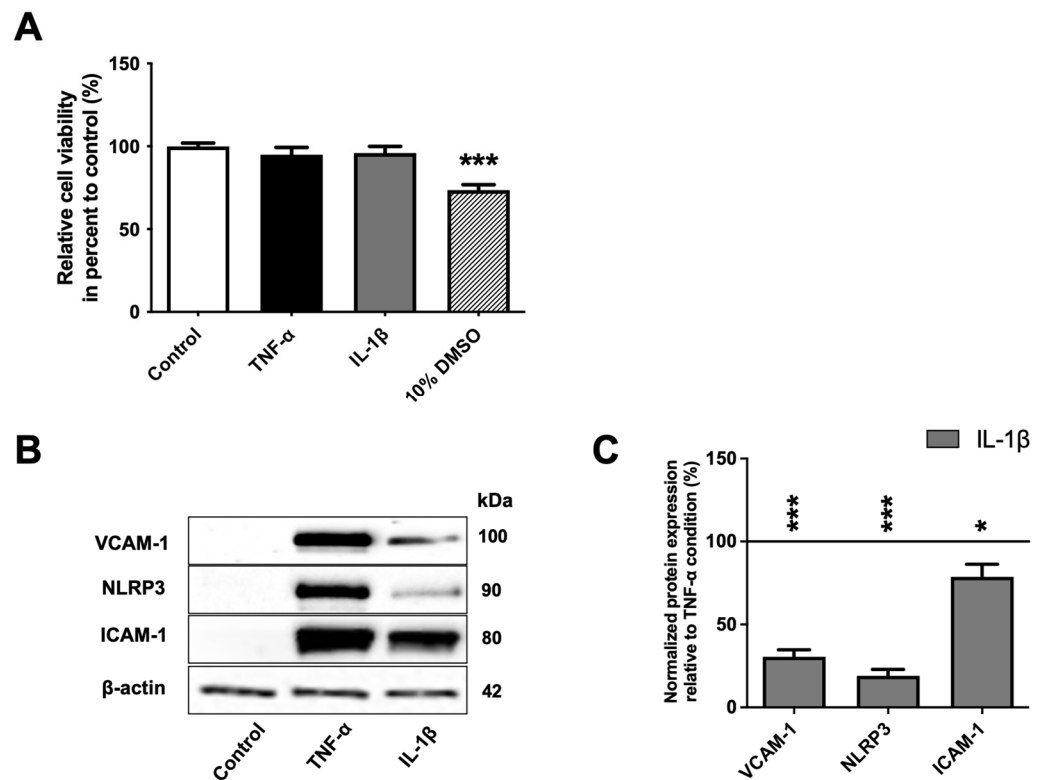 A
Relative cell viability
in percent to control (%)
150
100
50
0
***
Control
TNF-α
IL-1β
10% DMSO
B
kDa
VCAM-1
100
NLRP3
90
ICAM-1
80
β-actin
42
Control
TNF-α
IL-1β
C
IL-1β
Normalized protein expression
relative to TNF-α condition (%)
150
100
50
0
***
***
*
VCAM-1
NLRP3
ICAM-1